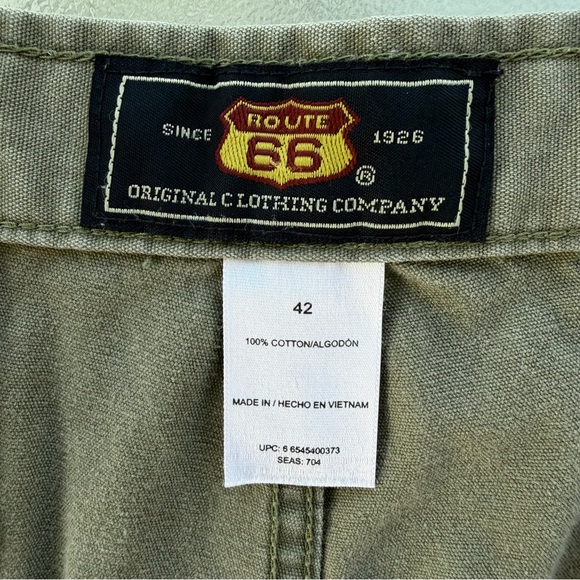 ROUTE
SINCE 66 1926
®
ORIGINAL CLOTHING COMPANY
42
100% COTTON/ALGODÓN
MADE IN / HECHO EN VIETNAM
UPC: 6 6545400373
SEAS: 704